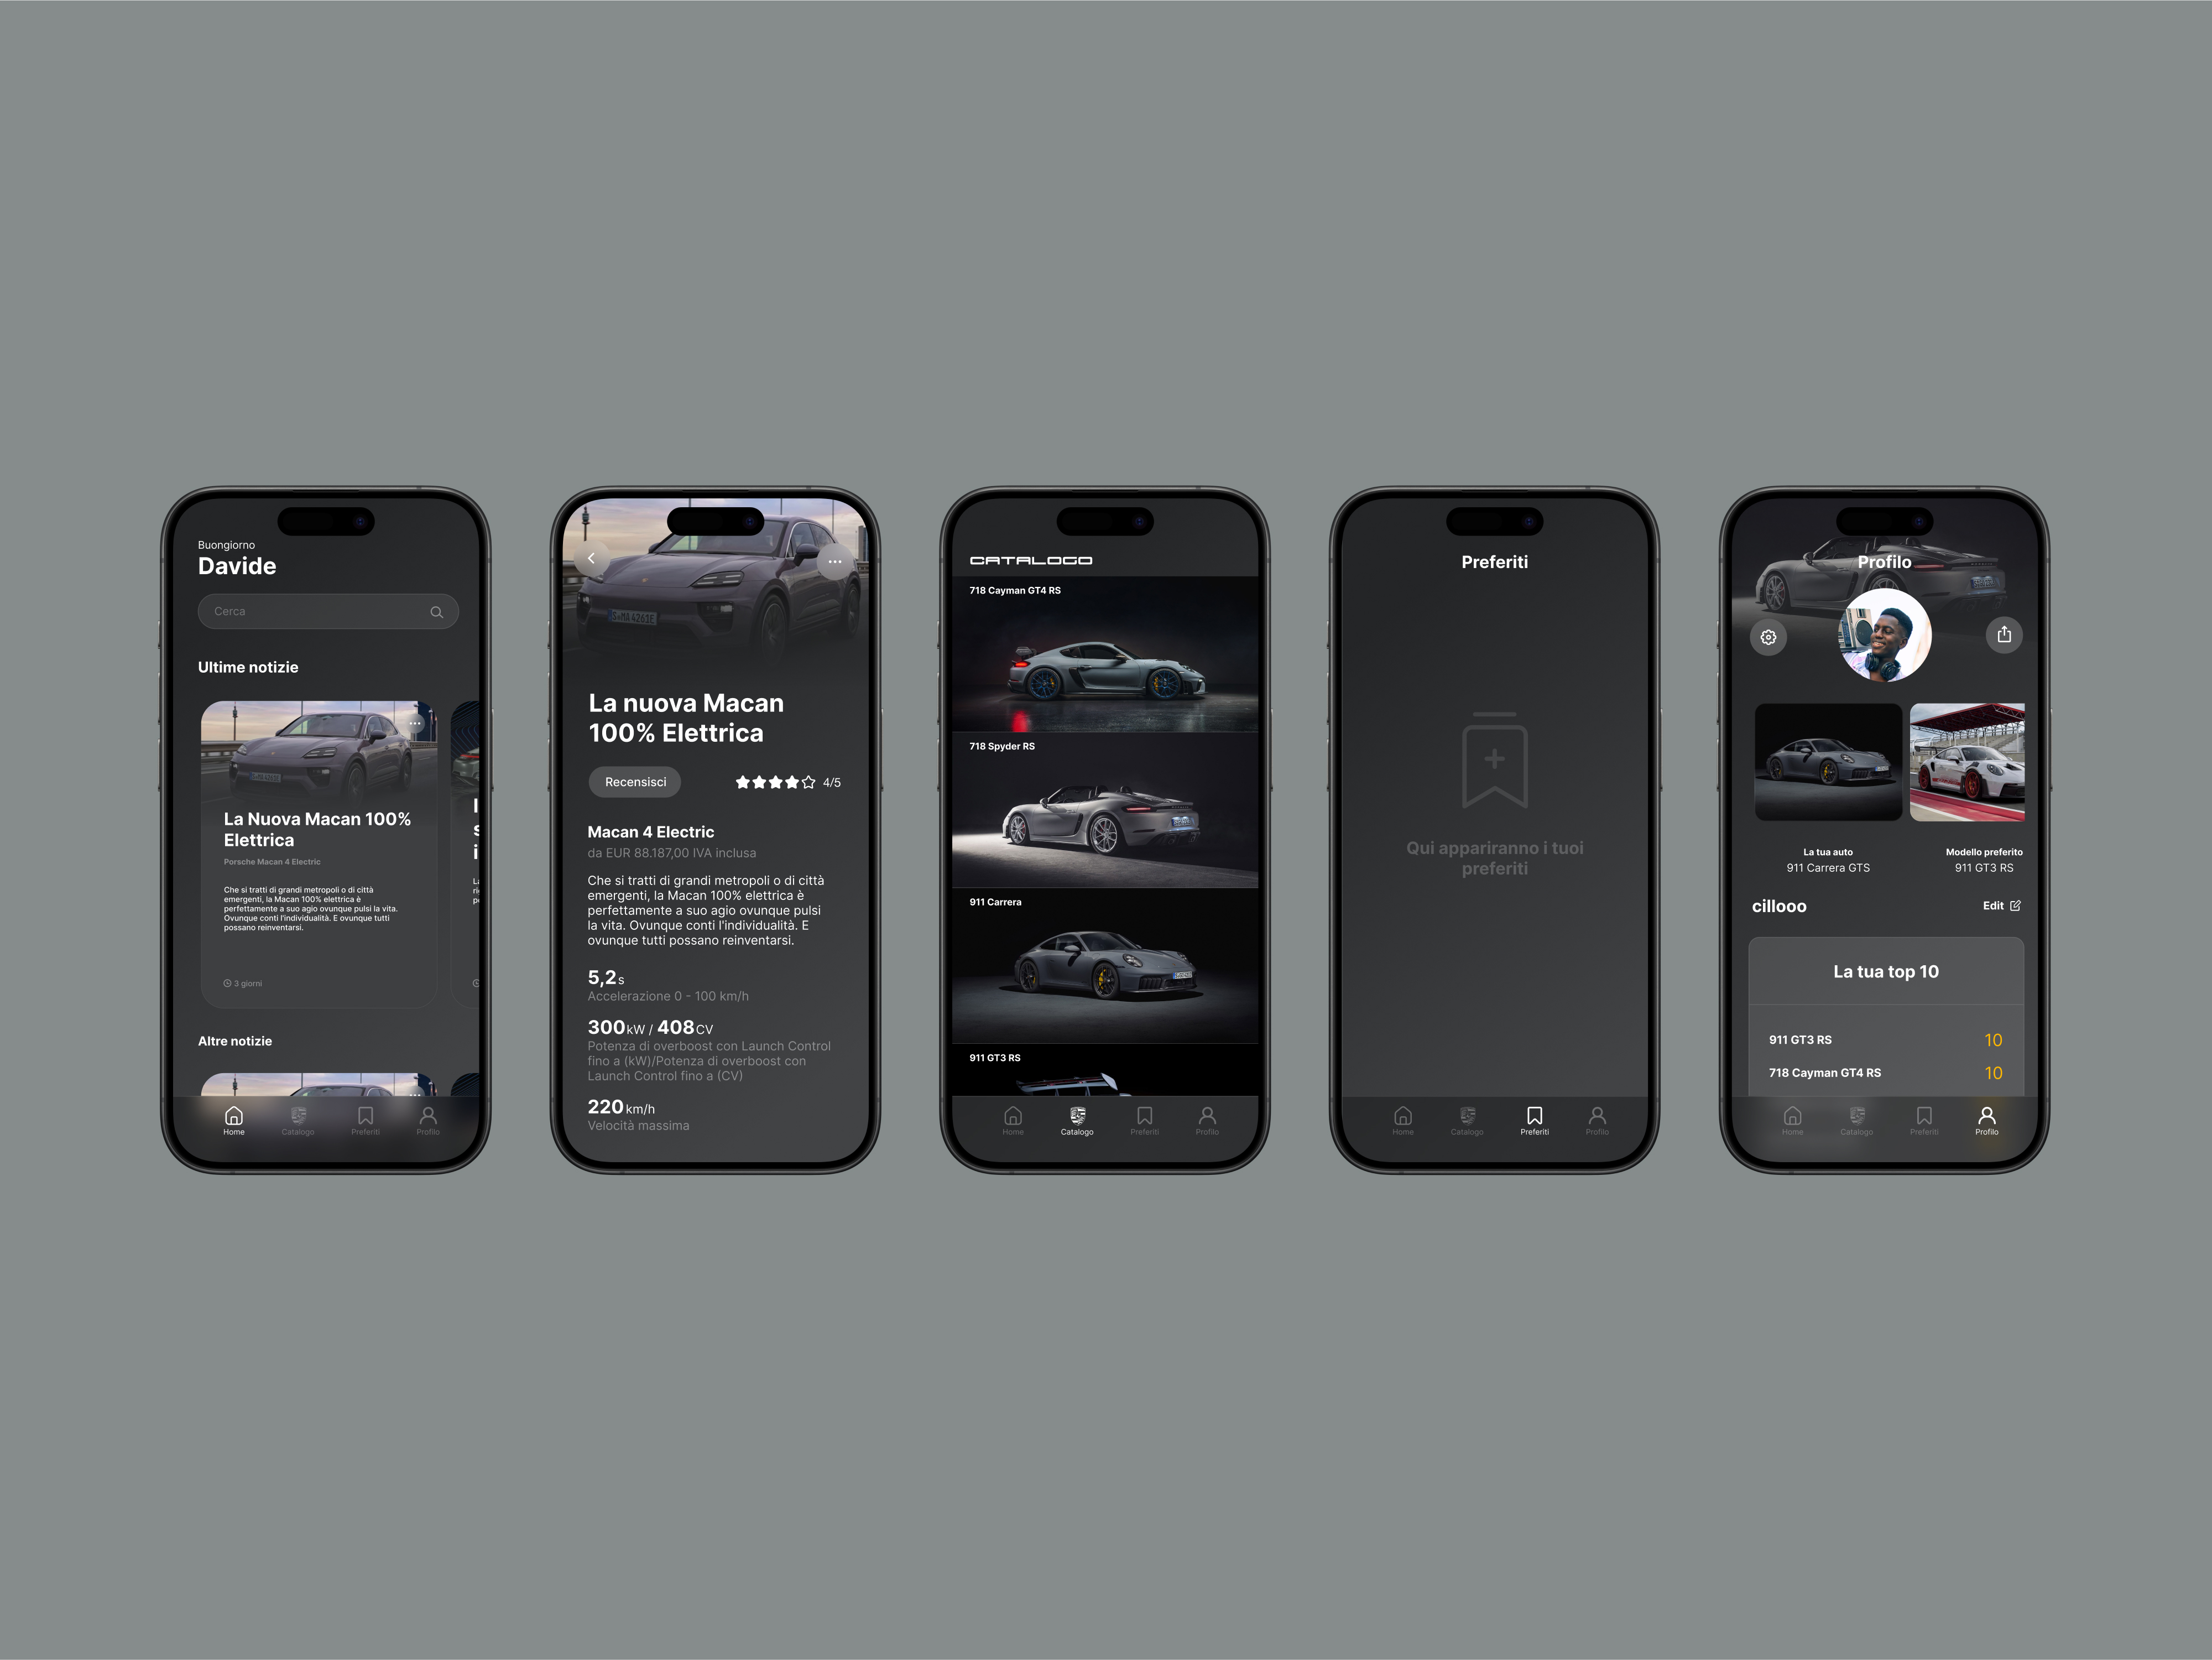 Buongiorno
Davide
Cerca
Ultime notizie
La Nuova Macan 100%
Elettrica
Porsche Macan 4 Electric
Che si tratti di grandi metropoli o di città
emergenti, la Macan 100% elettrica è
perfettamente a suo agio ovunque pulsi la vita.
Ovunque conti l'individualità. E ovunque tutti
possano reinventarsi.
3 giorni
Altre notizie
Home
Catalogo
Preferiti
Profilo
La nuova Macan
100% Elettrica
Recensisci
4/5
Macan 4 Electric
da EUR 88.187,00 IVA inclusa
Che si tratti di grandi metropoli o di città
emergenti, la Macan 100% elettrica è
perfettamente a suo agio ovunque pulsi
la vita. Ovunque conti l'individualità. E
ovunque tutti possano reinventarsi.
5,2 s
Accelerazione 0 - 100 km/h
300 kW / 408 CV
Potenza di overboost con Launch Control
fino a (kW)/Potenza di overboost con
Launch Control fino a (CV)
220 km/h
Velocità massima
CATALOGO
718 Cayman GT4 RS
718 Spyder RS
911 Carrera
911 GT3 RS
Home
Catalogo
Preferiti
Profilo
Preferiti
Qui appariranno i tuoi
preferiti
Home
Catalogo
Preferiti
Profilo
Profilo
La tua auto
911 Carrera GTS
Modello preferito
911 GT3 RS
cillooo
Edit
La tua top 10
911 GT3 RS 10
718 Cayman GT4 RS 10
Home
Catalogo
Preferiti
Profilo